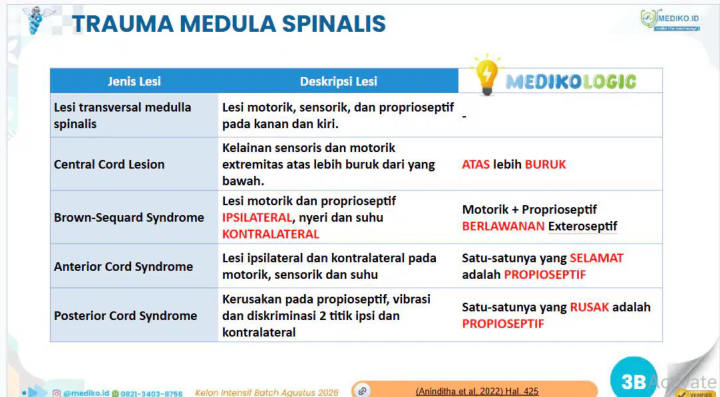 TRAUMA MEDULA SPINALIS
MEDIKO.ID
Jenis Lesi
Deskripsi Lesi
MEDIKOLOGIC
Lesi transversal medulla
spinalis
Lesi motorik, sensorik, dan proprioseptif
pada kanan dan kiri.
-
Central Cord Lesion
Kelainan sensoris dan motorik
extremitas atas lebih buruk dari yang
bawah.
ATAS lebih BURUK
Brown-Sequard Syndrome
Lesi motorik dan proprioseptif
IPSILATERAL, nyeri dan suhu
KONTRALATERAL
Motorik + Proprioseptif
BERLAWANAN Exteroseptif
Anterior Cord Syndrome
Lesi ipsilateral dan kontralateral pada
motorik, sensorik dan suhu
Satu-satunya yang SELAMAT
adalah PROPIOSEPTIF
Posterior Cord Syndrome
Kerusakan pada propioseptif, vibrasi
dan diskriminasi 2 titik ipsi dan
kontralateral
Satu-satunya yang RUSAK adalah
PROPIOSEPTIF
@mediko.id 0821-3403-8756 Kelon Intensif Batch Agustus 2026
(Aninditha et al, 2022) Hal. 425
3B